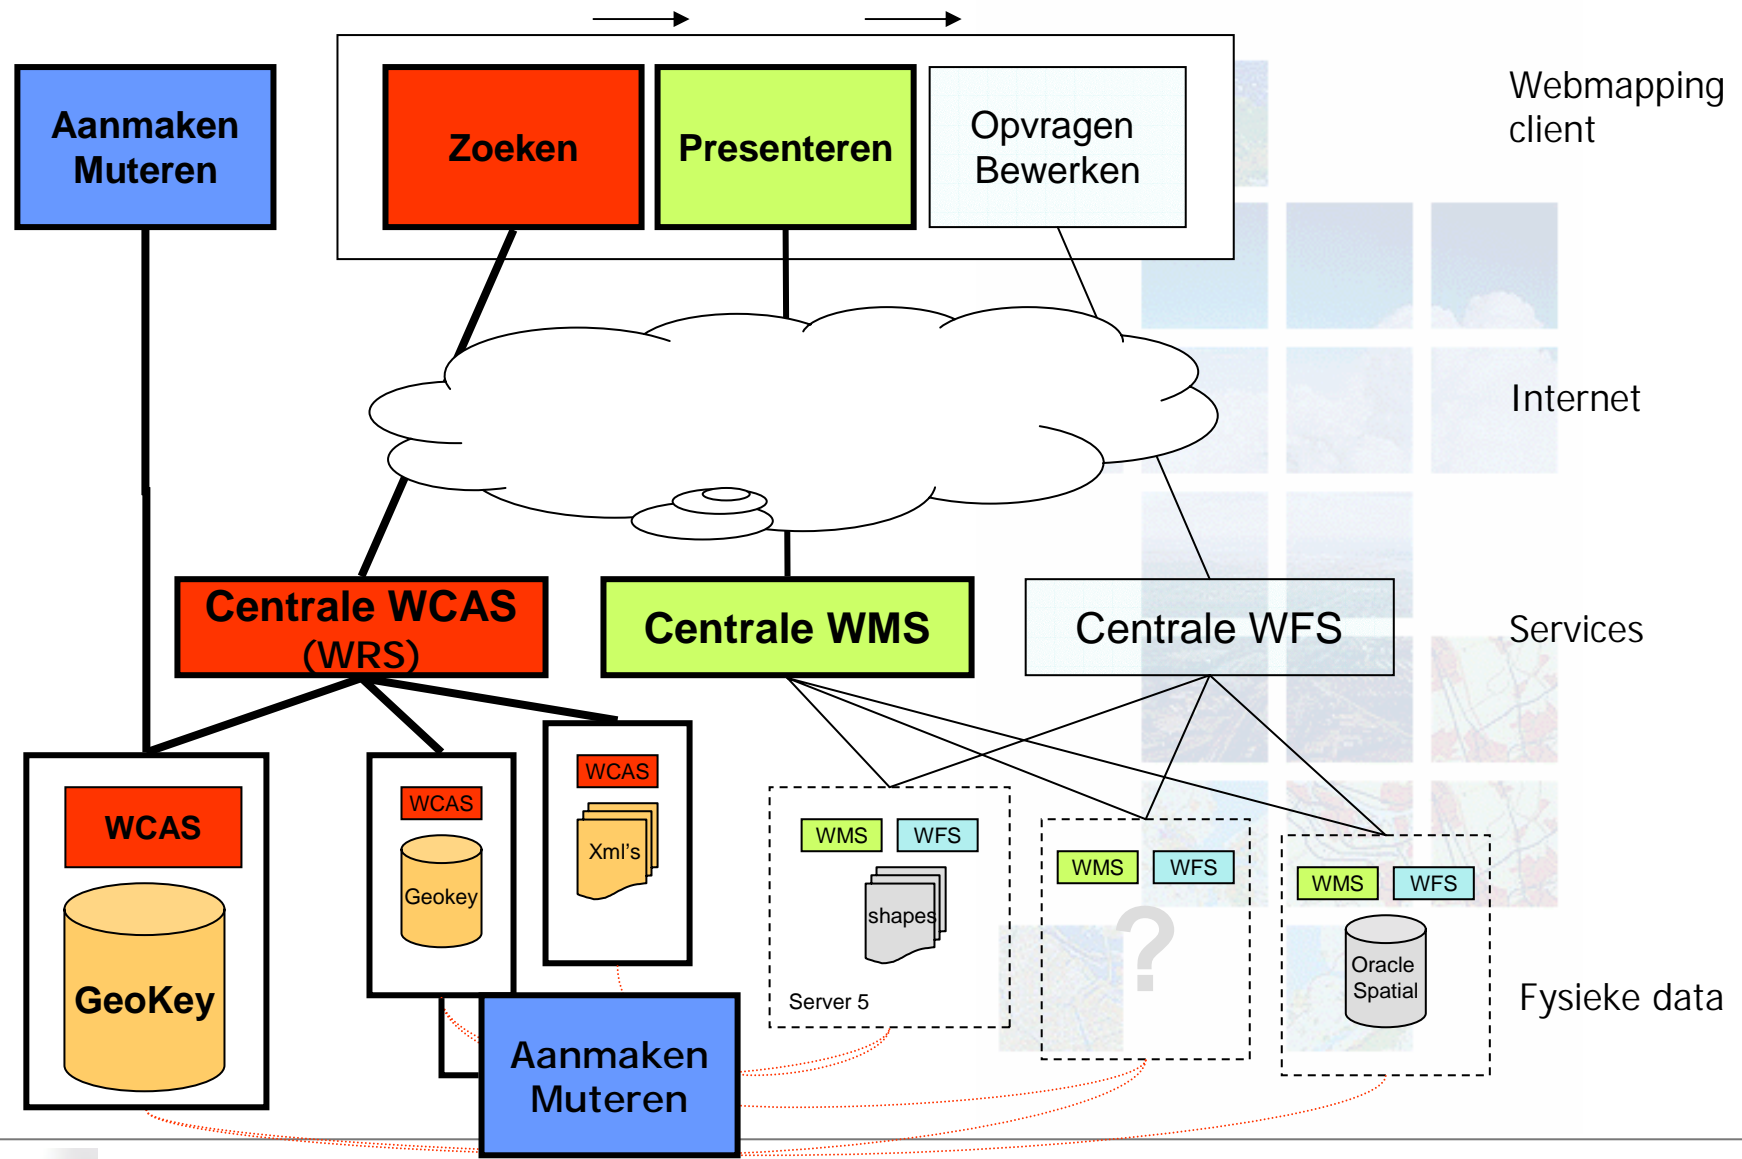 Aanmaken
Muteren
Zoeken
Presenteren
Opvragen
Bewerken
Webmapping
client
Internet
Centrale WCAS
(WRS)
Centrale WMS
Centrale WFS
Services
WCAS
GeoKey
WCAS
Geokey
WCAS
Xml's
WMS
WFS
shapes
Server 5
WMS
WFS
?
WMS
WFS
Oracle
Spatial
Fysieke data
Aanmaken
Muteren